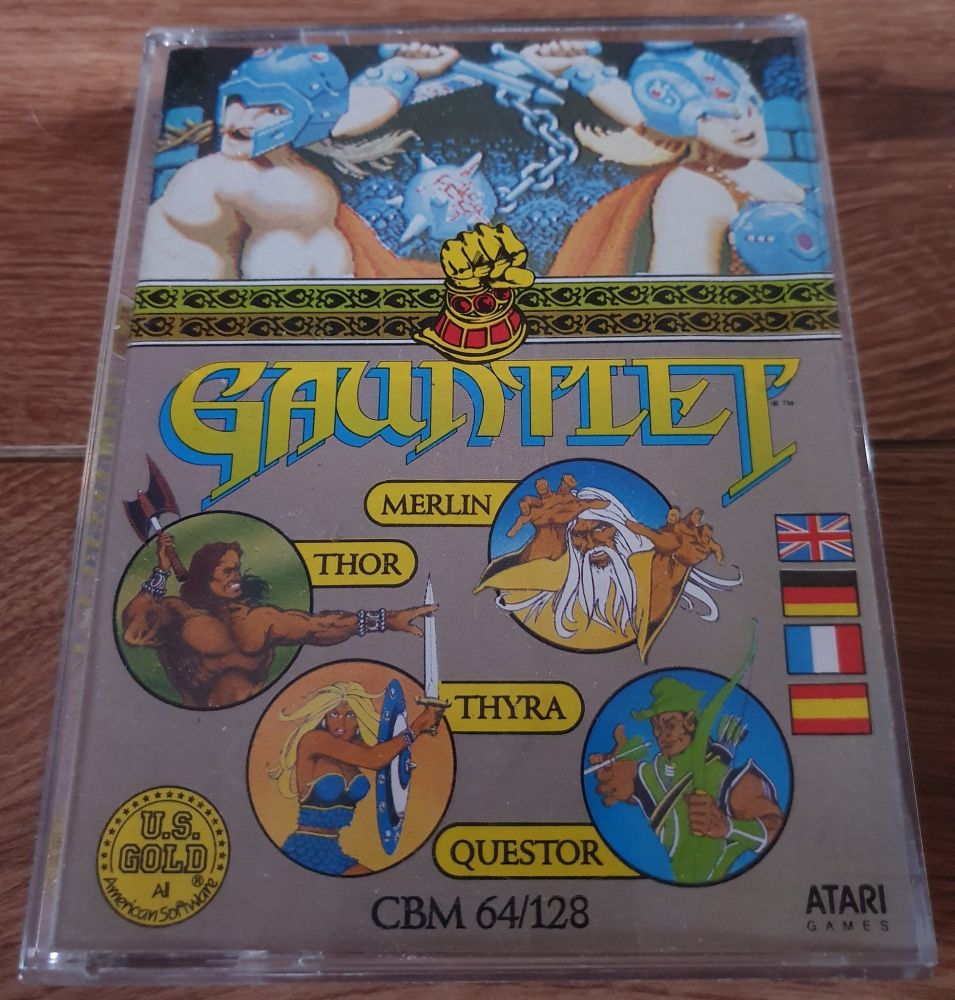 GAUNTLET*™
MERLIN
THOR
THYRA
QUESTOR
U.S.
GOLD®
All
American Software
CBM 64/128
ATARI
GAMES